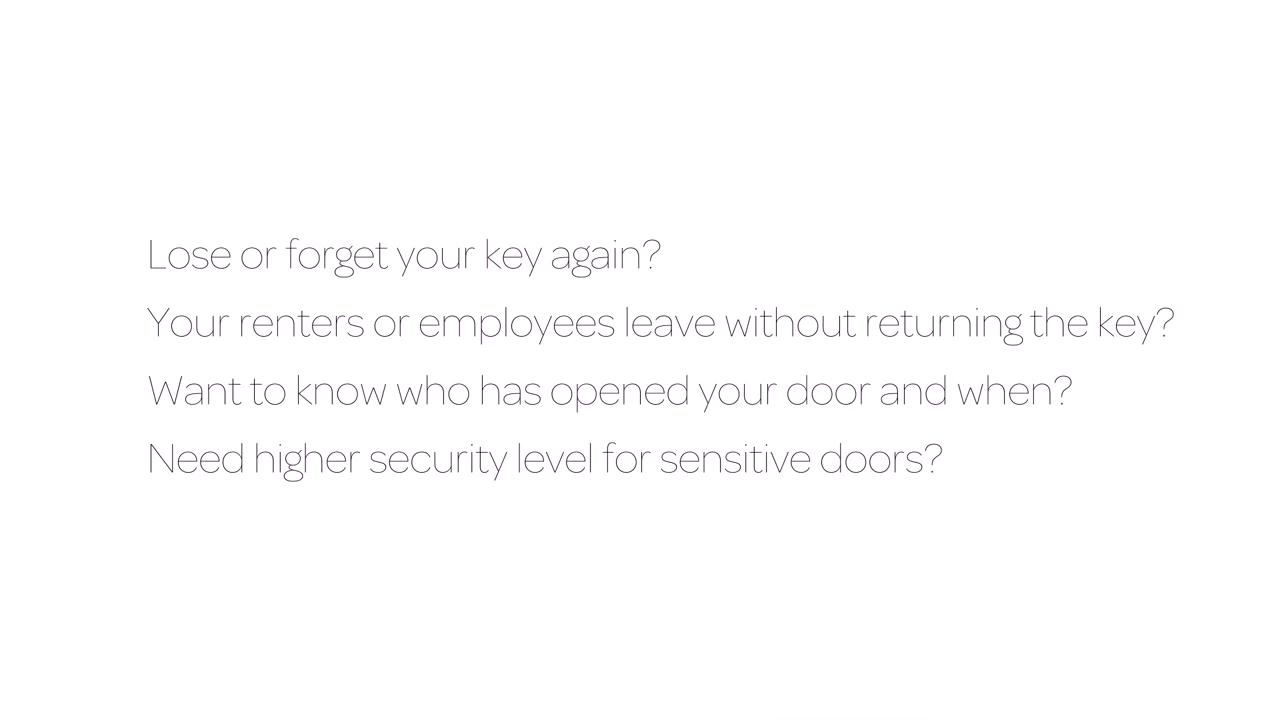 Lose or forget your key again?
Your renters or employees leave without returning the key?
Want to know who has opened your door and when?
Need higher security level for sensitive doors?